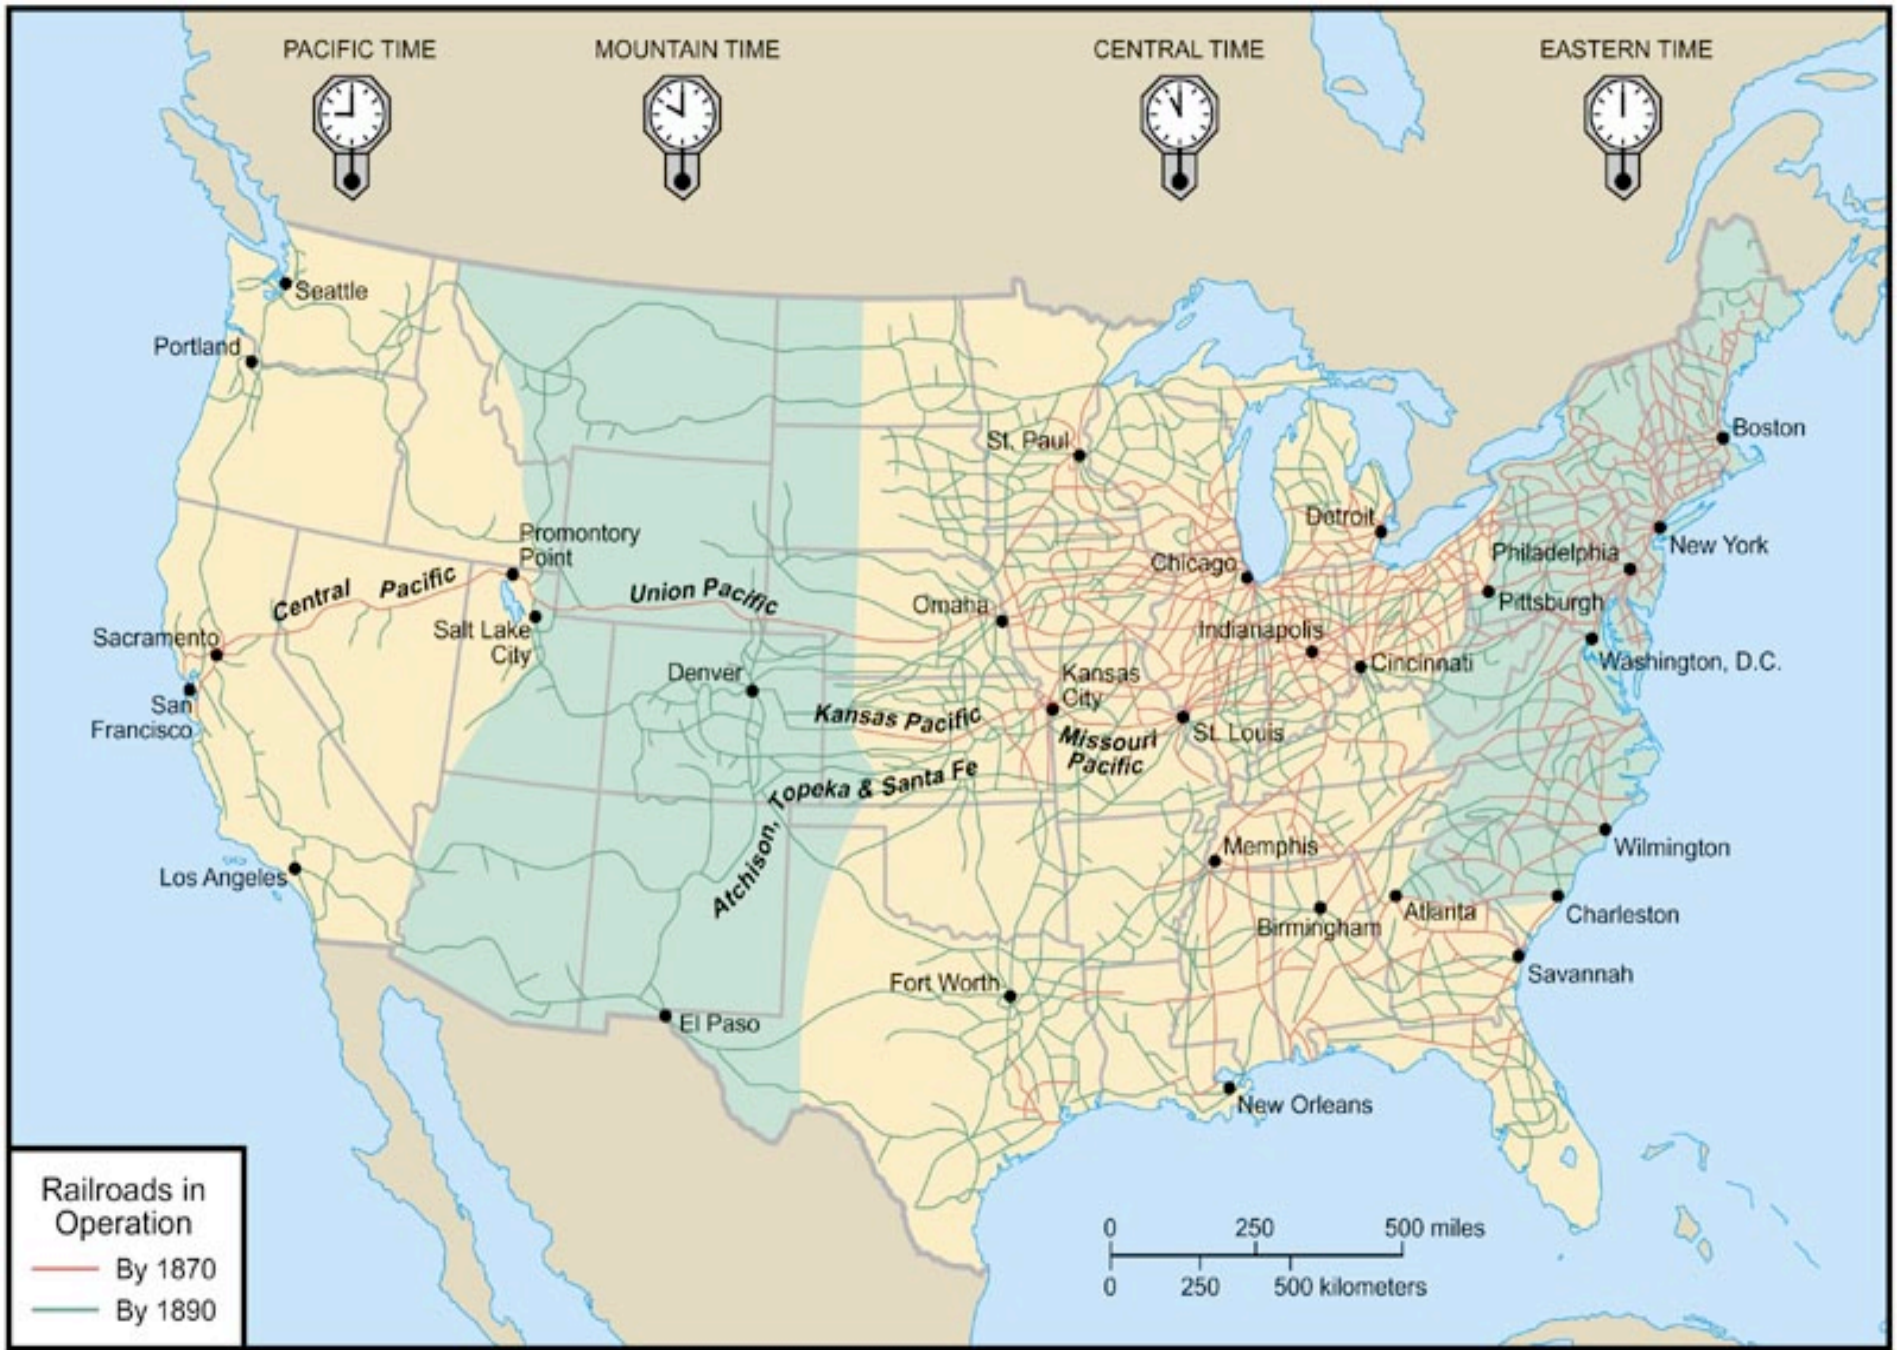 PACIFIC TIME
MOUNTAIN TIME
CENTRAL TIME
EASTERN TIME
Seattle
Portland
St. Paul
Boston
Detroit
Promontory
Point
Chicago
Philadelphia
New York
Central Pacific
Union Pacific
Omaha
Pittsburgh
Sacramento
Salt Lake
City
Indianapolis
Cincinnati
Washington, D.C.
Denver
Kansas
City
San
Francisco
Kansas Pacific
Missouri
Pacific
St. Louis
Atchison, Topeka & Santa Fe
Memphis
Wilmington
Los Angeles
Birmingham
Atlanta
Charleston
Fort Worth
Savannah
El Paso
New Orleans
Railroads in
Operation
By 1870
By 1890
0 250 500 miles
0 250 500 kilometers